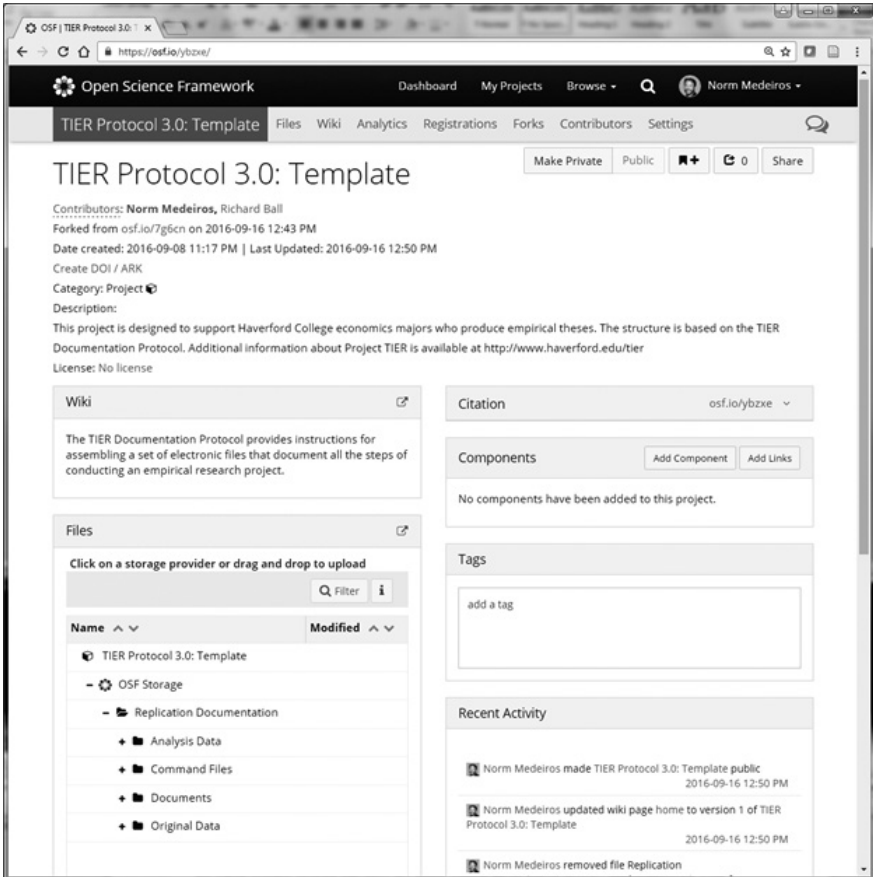 OSF | TIER Protocol 3.0: T
https://osf.io/ybzxe/
Open Science Framework
Dashboard My Projects Browse Norm Medeiros
TIER Protocol 3.0: Template Files Wiki Analytics Registrations Forks Contributors Settings
TIER Protocol 3.0: Template
Make Private Public 0 Share
Contributors: Norm Medeiros, Richard Ball
Forked from osf.io/7g6cn on 2016-09-16 12:43 PM
Date created: 2016-09-08 11:17 PM | Last Updated: 2016-09-16 12:50 PM
Create DOI / ARK
Category: Project
Description:
This project is designed to support Haverford College economics majors who produce empirical theses. The structure is based on the TIER
Documentation Protocol. Additional information about Project TIER is available at http://www.haverford.edu/tier
License: No license
Wiki
The TIER Documentation Protocol provides instructions for
assembling a set of electronic files that document all the steps of
conducting an empirical research project.
Files
Click on a storage provider or drag and drop to upload
Filter i
Name Modified
TIER Protocol 3.0: Template
OSF Storage
Replication Documentation
Analysis Data
Command Files
Documents
Original Data
Citation osf.io/ybzxe
Components Add Component Add Links
No components have been added to this project.
Tags
add a tag
Recent Activity
Norm Medeiros made TIER Protocol 3.0: Template public
2016-09-16 12:50 PM
Norm Medeiros updated wiki page home to version 1 of TIER
Protocol 3.0: Template
2016-09-16 12:50 PM
Norm Medeiros removed file Replication